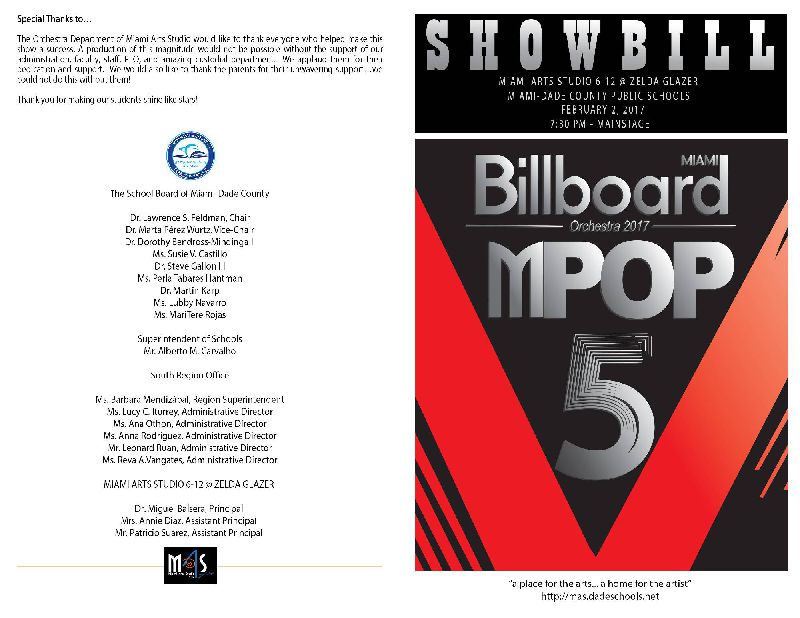 Special Thanks to…
The Orchestra Department of Miami Arts Studio would like to thank everyone who helped make this
show a success. A production of this magnitude would not be possible without the support of our
administration, faculty, staff, PTO, and amazing custodial department. We applaud them for their
dedication and support. We would also like to thank the parents for their unwavering support...we
could not do this without them!
Thank you for making our students shine like stars!
The School Board of Miami-Dade County
Dr. Lawrence S. Feldman, Chair
Dr. Marta Pérez Wurtz, Vice-Chair
Dr. Dorothy Bendross-Mindingall
Ms. Susie V. Castillo
Dr. Steve Gallon III
Ms. Perla Tabares Hantman
Dr. Martin Karp
Ms. Lubby Navarro
Ms. MariTere Rojas
Superintendent of Schools
Mr. Alberto M. Carvalho
South Region Office
Ms. Barbara Mendizábal, Region Superintendent
Ms. Lucy C. Iturrey, Administrative Director
Ms. Ana Othon, Administrative Director
Ms. Anna Rodriguez, Administrative Director
Mr. Leonard Ruan, Administrative Director
Ms. Reva A.Vangates, Administrative Director
MIAMI ARTS STUDIO 6-12 @ ZELDA GLAZER
Dr. Miguel Balsera, Principal
Mrs. Annie Diaz, Assistant Principal
Mr. Patricio Suarez, Assistant Principal
MAS
SHOWBILL
MIAMI ARTS STUDIO 6-12 @ ZELDA GLAZER
MIAMI-DADE COUNTY PUBLIC SCHOOLS
FEBRUARY 2, 2017
7:30 PM - MAINSTAGE
MIAMI
Billboard
Orchestra 2017
MPOP
5
"a place for the arts... a home for the artist"
http://mas.dadeschools.net